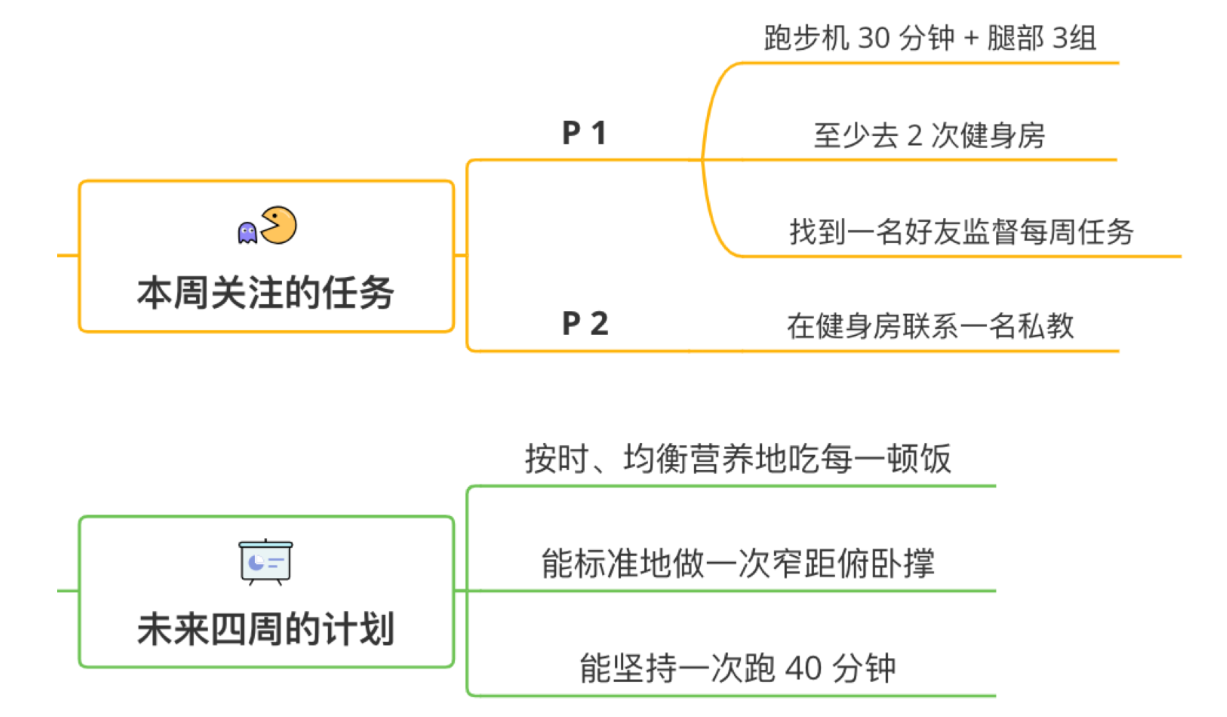 跑步机 30 分钟 + 腿部 3组
P 1
至少去 2 次健身房
找到一名好友监督每周任务
本周关注的任务
P 2
在健身房联系一名私教
按时、均衡营养地吃每一顿饭
能标准地做一次窄距俯卧撑
未来四周的计划
能坚持一次跑 40 分钟